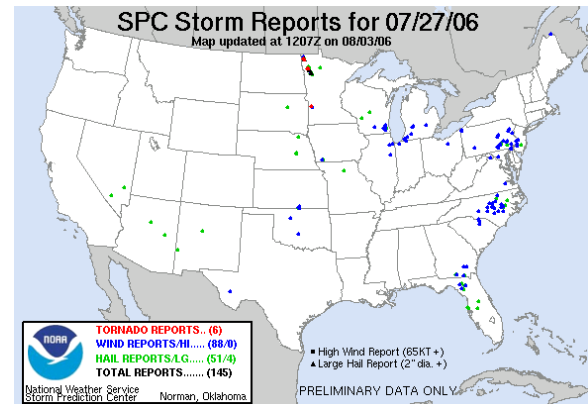 SPC Storm Reports for 07/27/06
Map updated at 1207Z on 08/03/06
NOAA
TORNADO REPORTS.. (6)
WIND REPORTS/HI..... (88/0)
HAIL REPORTS/LG..... (51/4)
TOTAL REPORTS....... (145)
National Weather Service
Storm Prediction Center Norman, Oklahoma
High Wind Report (65KT +)
Large Hail Report (2" dia. +)
PRELIMINARY DATA ONLY